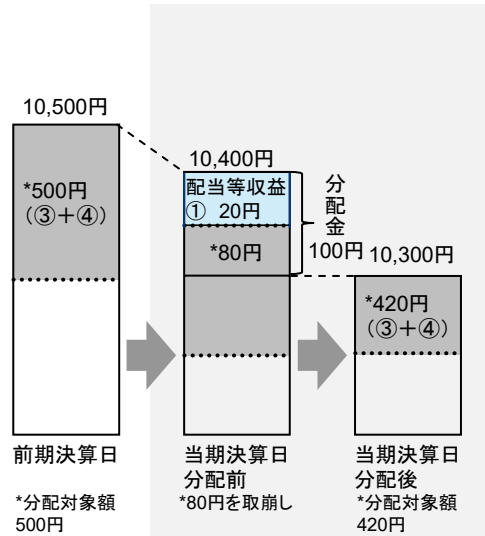 10,500円
*500円
(③+④)
前期決算日
*分配対象額
500円
10,400円
配当等収益
① 20円
*80円
分配金
100円
当期決算日
分配前
*80円を取崩し
10,300円
*420円
(③+④)
当期決算日
分配後
*分配対象額
420円